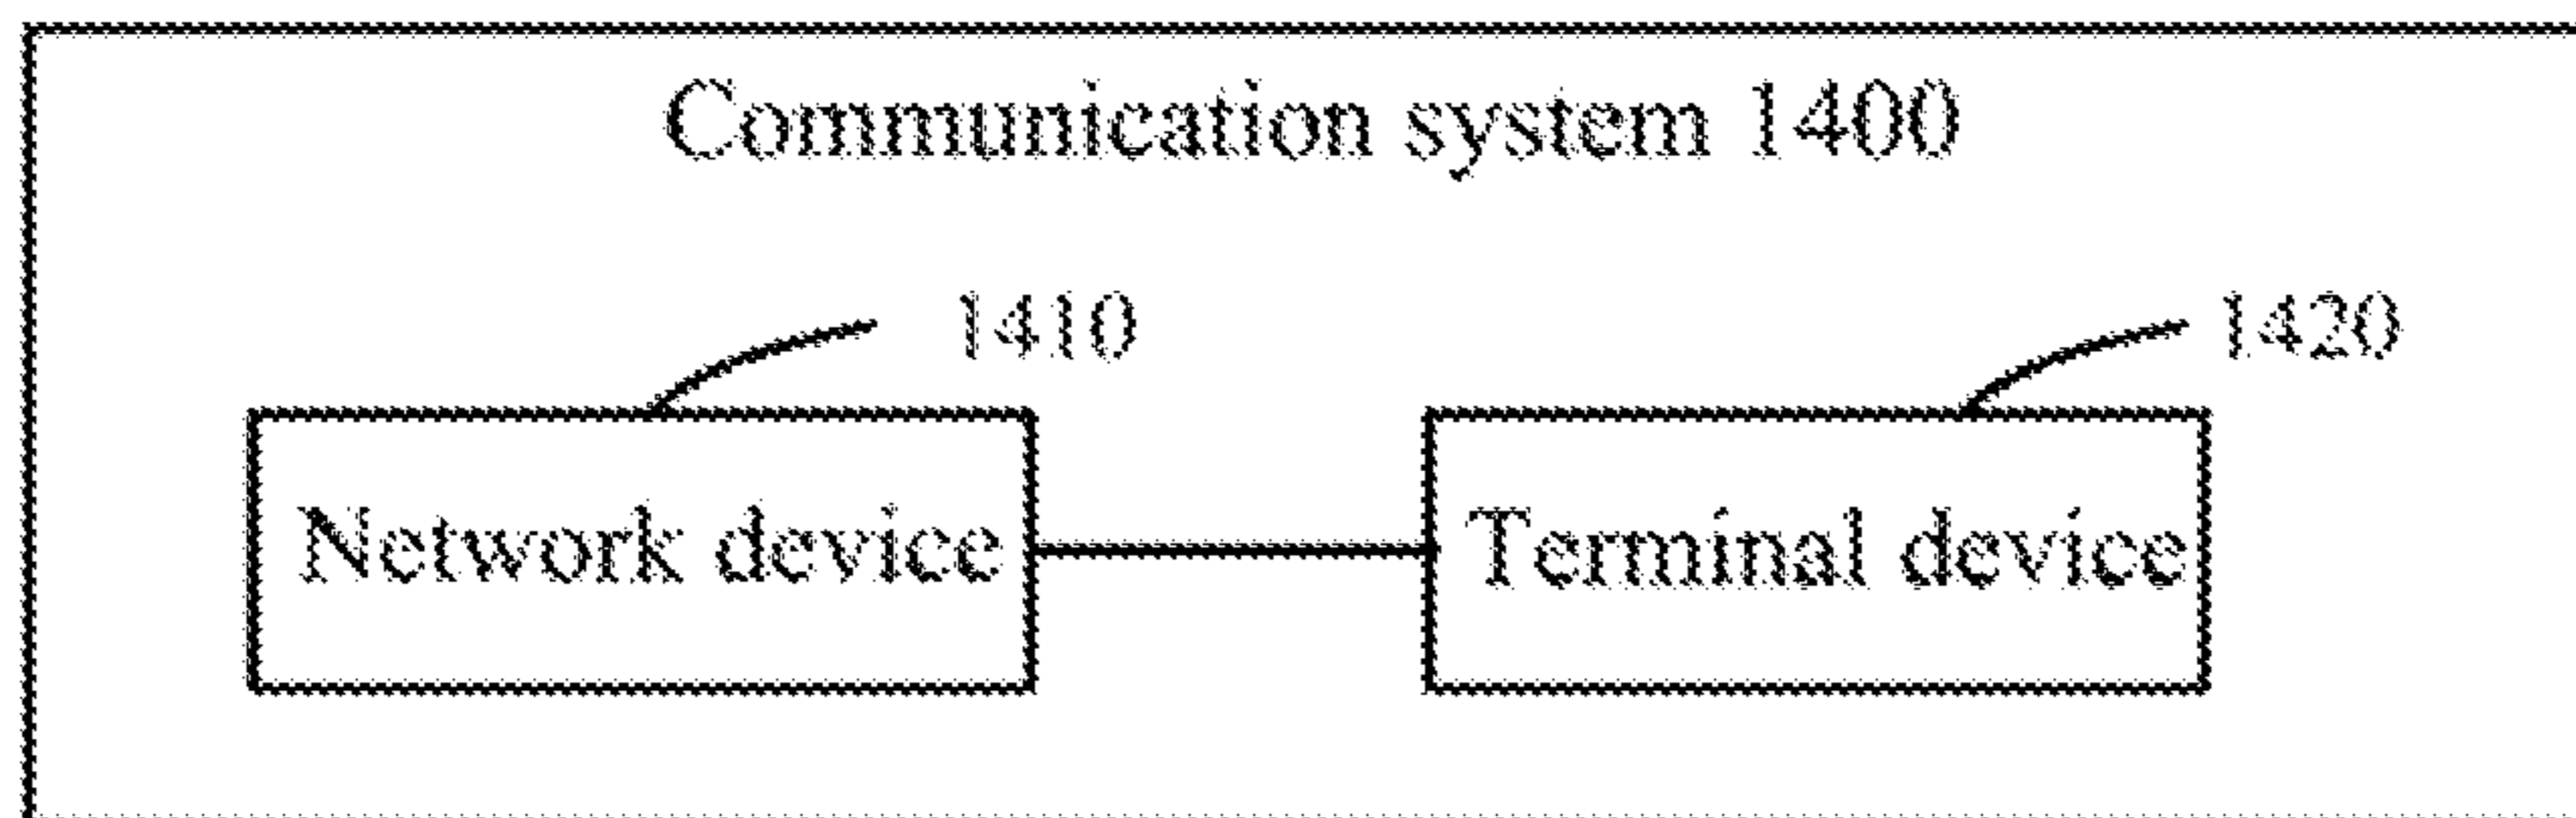 Communication system 1400
1410
1420
Network device
Terminal device